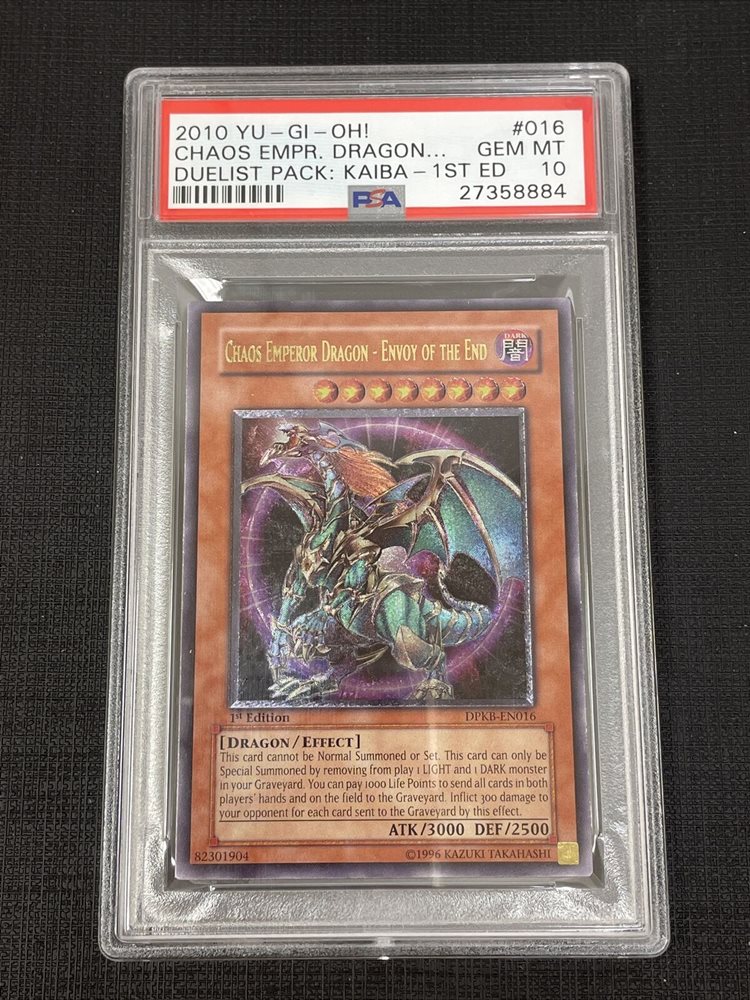 2010 YU-GI-OH! #016
CHAOS EMPR. DRAGON... GEM MT
DUELIST PACK: KAIBA-1ST ED 10
PSA 27358884
CHAOS EMPEROR DRAGON - ENVOY OF THE END
DARK
闇
1st Edition DPKB-EN016
[DRAGON/EFFECT]
This card cannot be Normal Summoned or Set. This card can only be
Special Summoned by removing from play 1 LIGHT and 1 DARK monster
in your Graveyard. You can pay 1000 Life Points to send all cards in both
players' hands and on the field to the Graveyard. Inflict 300 damage to
your opponent for each card sent to the Graveyard by this effect.
ATK/3000 DEF/2500
82301904 ©1996 KAZUKI TAKAHASHI